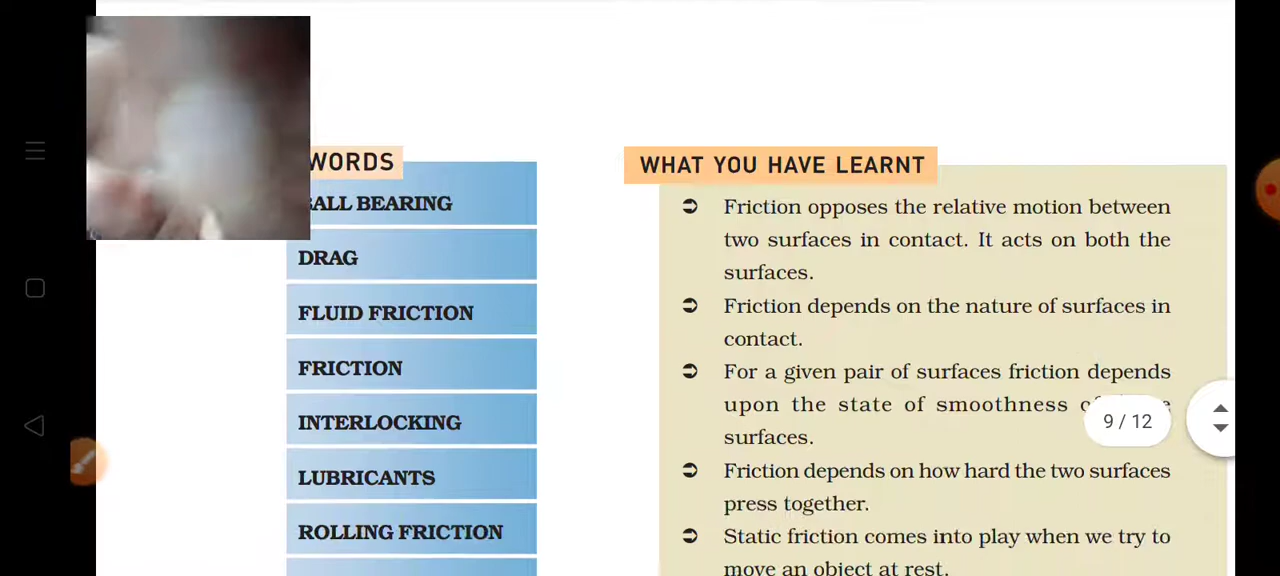 WORDS
BALL BEARING
DRAG
FLUID FRICTION
FRICTION
INTERLOCKING
LUBRICANTS
ROLLING FRICTION
WHAT YOU HAVE LEARNT
Friction opposes the relative motion between
two surfaces in contact. It acts on both the
surfaces.
Friction depends on the nature of surfaces in
contact.
For a given pair of surfaces friction depends
upon the state of smoothness
surfaces.
Friction depends on how hard the two surfaces
press together.
Static friction comes into play when we try to
move an object at rest.
9 / 12